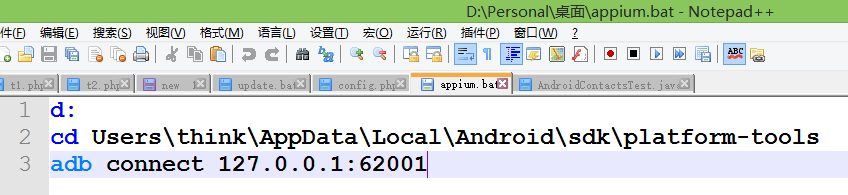 D:\Personal\桌面\appium.bat - Notepad++
件(F) 编辑(E) 搜索(S) 视图(V) 格式(M) 语言(L) 设置(T) 宏(O) 运行(R) 插件(P) 窗口(W) ?
t1.php t2.php new 1 update.bat config.php appium.bat AndroidContactsTest.java
1 d:
2 cd Users\think\AppData\Local\Android\sdk\platform-tools
3 adb connect 127.0.0.1:62001